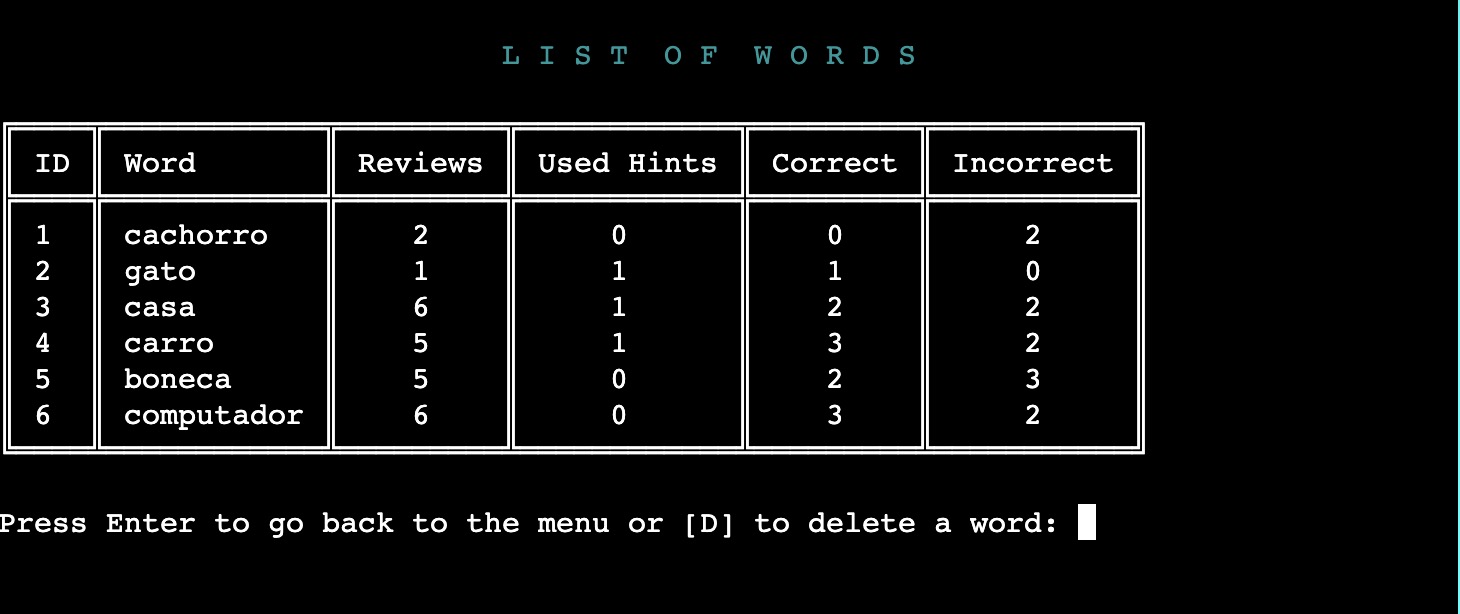 L I S T  O F  W O R D S
ID Word Reviews Used Hints Correct Incorrect
1 cachorro 2 0 0 2
2 gato 1 1 1 0
3 casa 6 1 2 2
4 carro 5 1 3 2
5 boneca 5 0 2 3
6 computador 6 0 3 2
Press Enter to go back to the menu or [D] to delete a word: